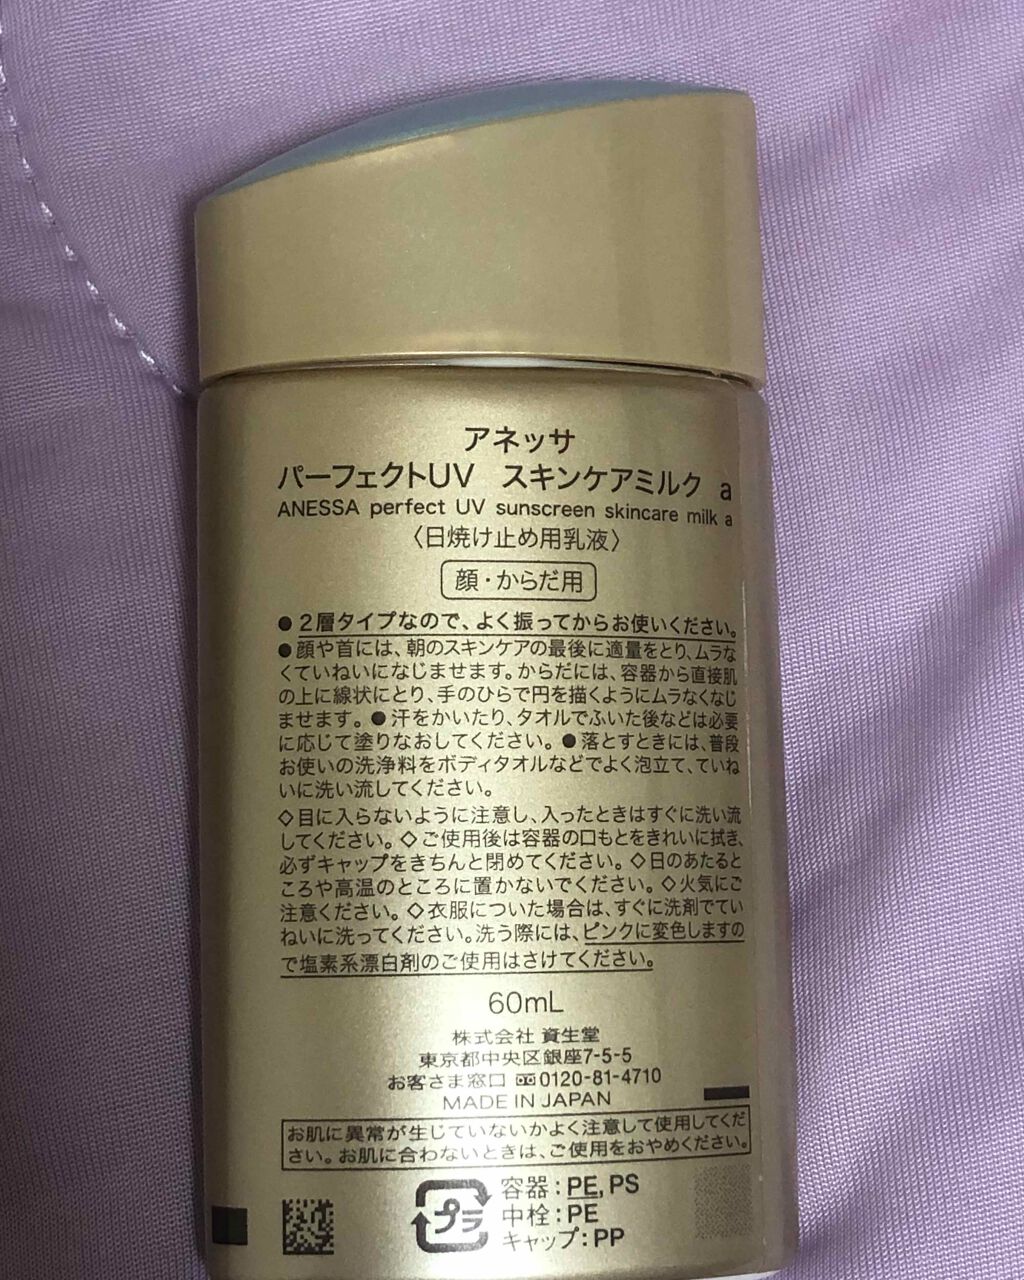 アネッサ
パーフェクトUV スキンケアミルク a
ANESSA perfect UV sunscreen skincare milk a
〈日焼け止め用乳液〉
顔・からだ用
●2層タイプなので、よく振ってからお使いください。
●顔や首には、朝のスキンケアの最後に適量をとり、ムラな
くていねいになじませます。からだには、容器から直接肌
の上に線状にとり、手のひらで円を描くようにムラなくなじ
ませます。●汗をかいたり、タオルでふいた後などは必要
に応じて塗りなおしてください。●落とすときには、普段
お使いの洗浄料をボディタオルなどでよく泡立て、ていね
いに洗い流してください。
◇目に入らないように注意し、入ったときはすぐに洗い流
してください。◇ご使用後は容器の口もとをきれいに拭き、
必ずキャップをきちんと閉めてください。◇日のあたると
ころや高温のところに置かないでください。◇火気にご
注意ください。◇衣服についた場合は、すぐに洗剤でてい
ねいに洗ってください。洗う際には、ピンクに変色しますの
で塩素系漂白剤のご使用はさけてください。
60mL
株式会社 資生堂
東京都中央区銀座7-5-5
お客さま窓口 0120-81-4710
MADE IN JAPAN
お肌に異常が生じていないかよく注意して使用してくだ
さい。お肌に合わないときは、ご使用をおやめください。
プラ
容器:PE, PS
中栓:PE
キャップ:PP